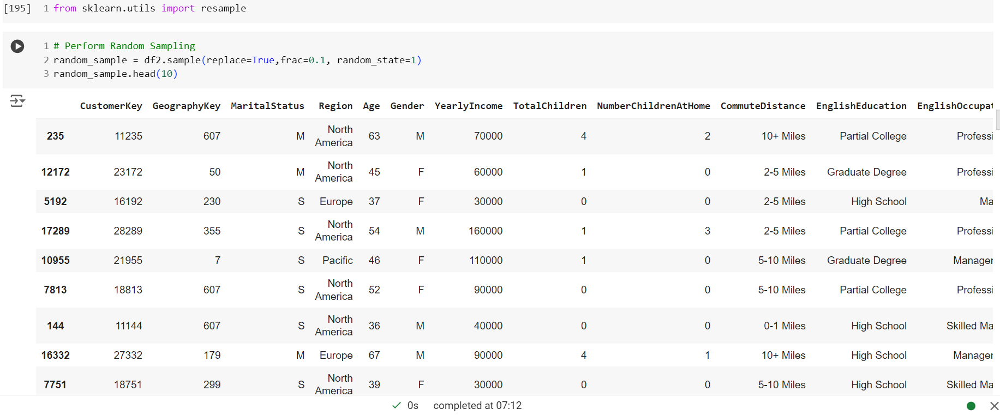 [195] 1 from sklearn.utils import resample
1 # Perform Random Sampling
2 random_sample = df2.sample(replace=True,frac=0.1, random_state=1)
3 random_sample.head(10)
CustomerKey GeographyKey MaritalStatus Region Age Gender YearlyIncome TotalChildren NumberChildrenAtHome CommuteDistance EnglishEducation EnglishOccupat
235 11235 607 M North America 63 M 70000 4 2 10+ Miles Partial College Professi
12172 23172 50 M North America 45 F 60000 1 0 2-5 Miles Graduate Degree Professi
5192 16192 230 S Europe 37 F 30000 0 0 2-5 Miles High School Ma
17289 28289 355 S North America 54 M 160000 1 3 2-5 Miles Partial College Professi
10955 21955 7 S Pacific 46 F 110000 1 0 5-10 Miles Graduate Degree Manager
7813 18813 607 S North America 52 F 90000 0 0 5-10 Miles Partial College Professi
144 11144 607 S North America 36 M 40000 0 0 0-1 Miles High School Skilled Ma
16332 27332 179 M Europe 67 M 90000 4 1 10+ Miles High School Manager
7751 18751 299 S North America 39 F 30000 0 0 5-10 Miles High School Skilled Ma
0s completed at 07:12